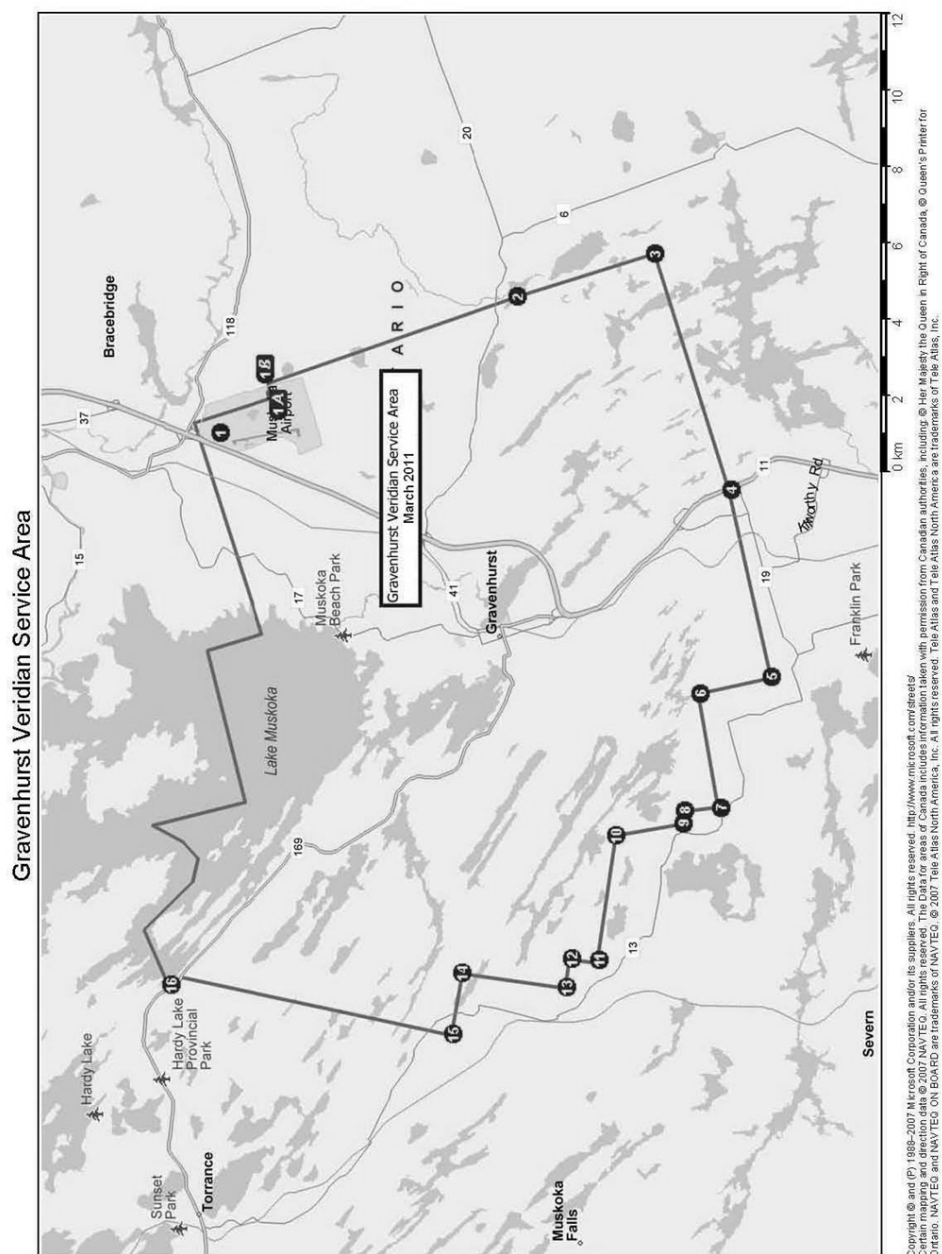 Gravenhurst Veridian Service Area
Hardy Lake
Hardy Lake
Provincial
Park
Sunset
Park
Torrance
Muskoka
Falls
Severn
Lake Muskoka
Bracebridge
Muskoka
Beach Park
Airport
ARIO
Gravenhurst Veridian Service Area
March 2011
Gravenhurst
Franklin Park
37
15
118
17
41
169
20
6
11
19
13
1
1A
1B
2
3
4
5
6
7
8
9
10
11
12
13
14
15
16
0 km
2
4
6
8
10
12
Copyright © and (P) 1988–2007 Microsoft Corporation and/or its suppliers. All rights reserved. http://www.microsoft.com/streets/
Certain mapping and direction data © 2007 NAVTEQ. All rights reserved. The Data for areas of Canada includes information taken with permission from Canadian authorities, including: © Her Majesty the Queen in Right of Canada, © Queen's Printer for
Ontario. NAVTEQ and NAVTEQ ON BOARD are trademarks of NAVTEQ. © 2007 Tele Atlas North America, Inc. All rights reserved. Tele Atlas and Tele Atlas North America are trademarks of Tele Atlas, Inc.